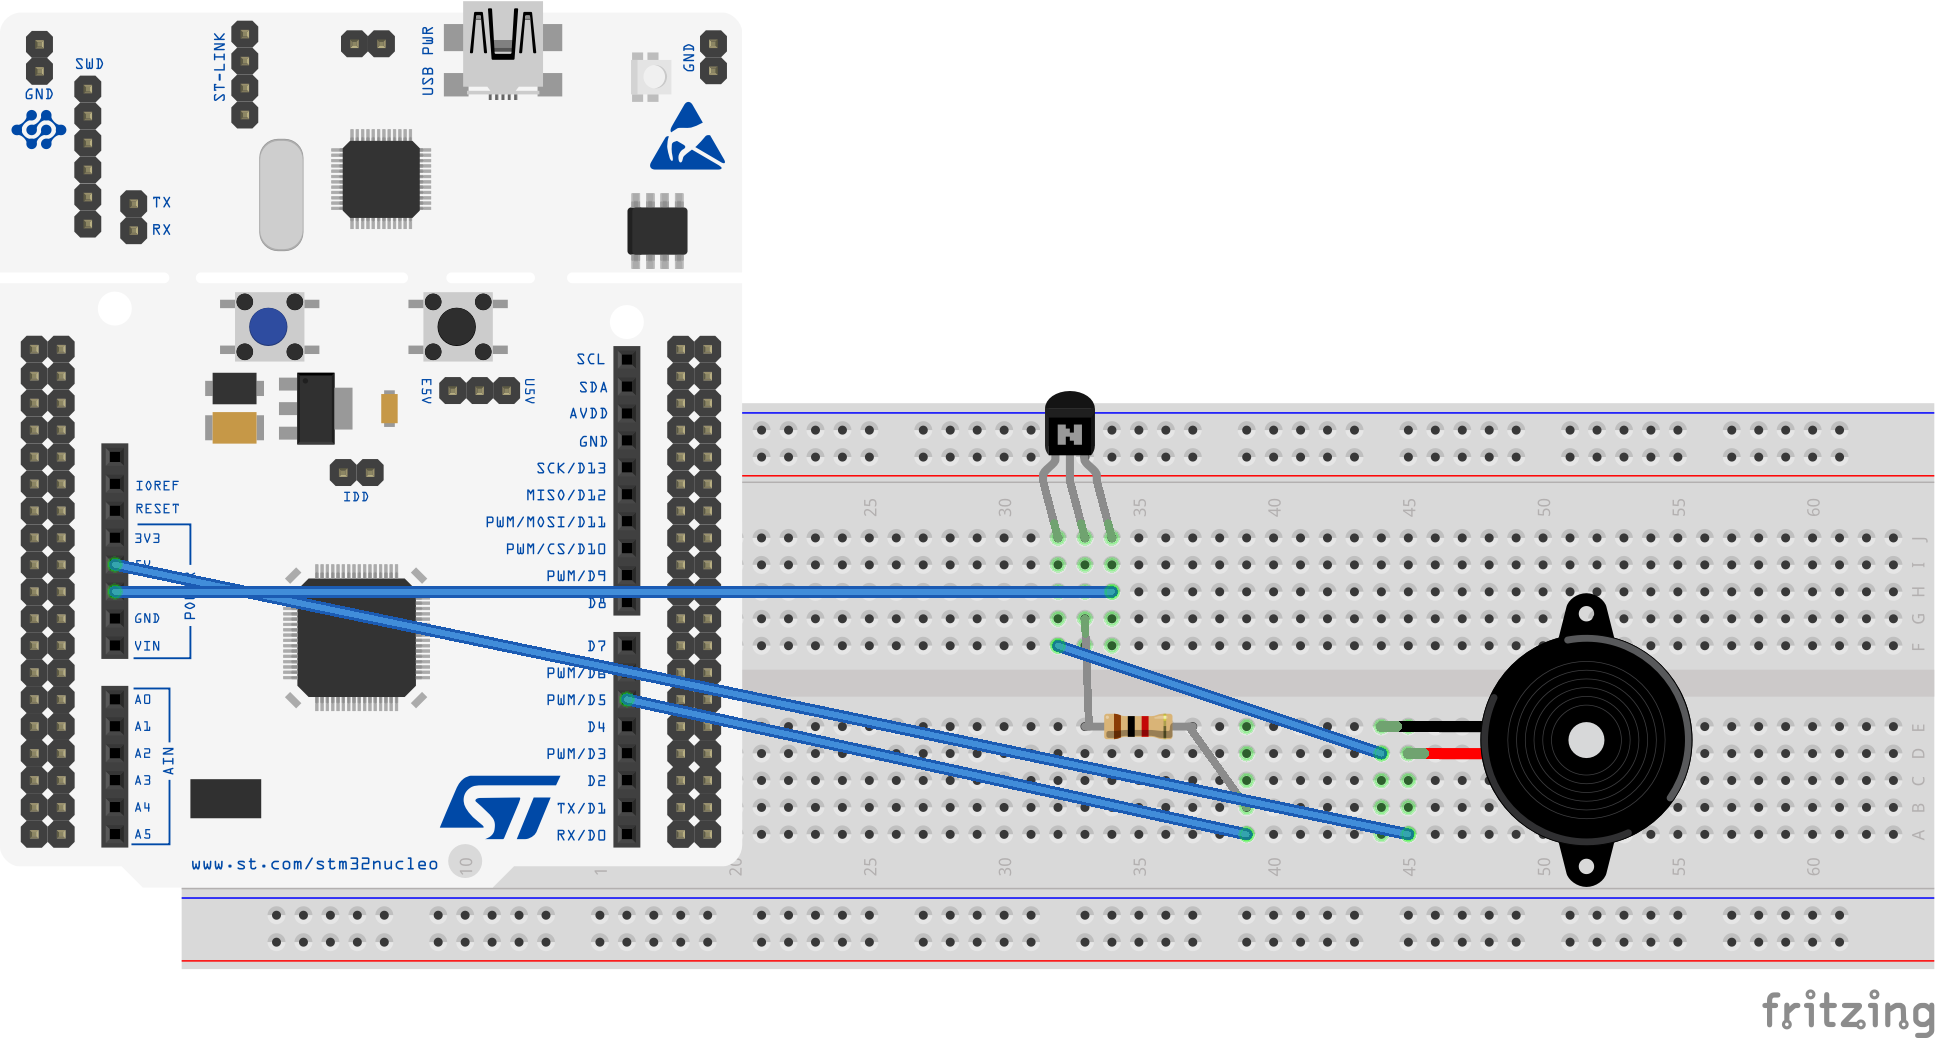 GND
SWD
ST-LINK
USB PWR
GND
TX
RX
E5V
U5V
IDD
IOREF
RESET
3V3
GND
VIN
A0
A1
A2
A3
A4
A5
AIN
SCL
SDA
AVDD
GND
SCK/D13
MISO/D12
PWM/MOSI/D11
PWM/CS/D10
PWM/D9
D8
D7
PWM/D6
PWM/D5
D4
PWM/D3
D2
TX/D1
RX/D0
ST
www.st.com/stm32nucleo
N
25 30 35 40 45 50 55 60
J
I
H
G
F
E
D
C
B
A
10 1 20 25 30 35 40 45 50 55 60
fritzing